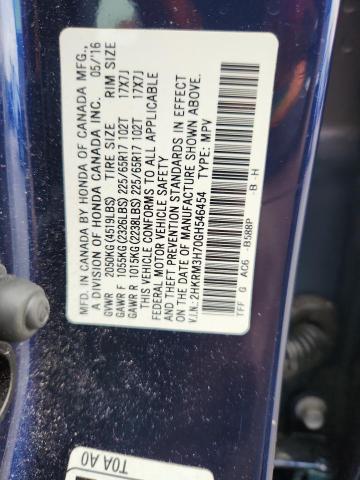 MFD. IN CANADA BY HONDA OF CANADA MFG.,
A DIVISION OF HONDA CANADA INC. 05/16
GVWR 2050KG(4519LBS) TIRE SIZE RIM SIZE
GAWR F 1055KG(2326LBS) 225/65R17 102T 17X7J
GAWR R 1015KG(2238LBS) 225/65R17 102T 17X7J
THIS VEHICLE CONFORMS TO ALL APPLICABLE
FEDERAL MOTOR VEHICLE SAFETY
AND THEFT PREVENTION STANDARDS IN EFFECT
ON THE DATE OF MANUFACTURE SHOWN ABOVE.
V.I.N.: 2HKRM3H70GH546454 TYPE: MPV
TFF G AC6 -B588P -B -H
T0A A0